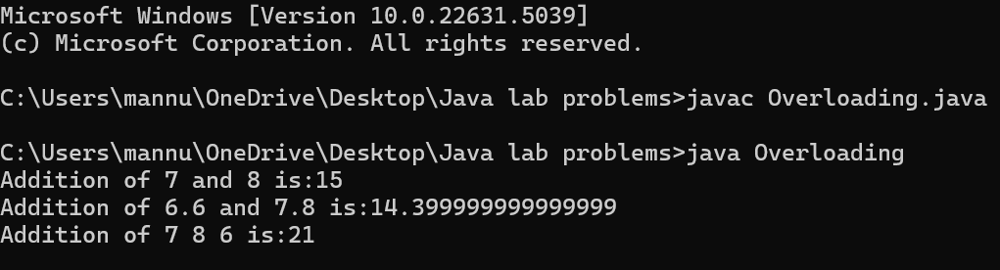 Microsoft Windows [Version 10.0.22631.5039]
(c) Microsoft Corporation. All rights reserved.
C:\Users\mannu\OneDrive\Desktop\Java lab problems>javac Overloading.java
C:\Users\mannu\OneDrive\Desktop\Java lab problems>java Overloading
Addition of 7 and 8 is:15
Addition of 6.6 and 7.8 is:14.399999999999999
Addition of 7 8 6 is:21